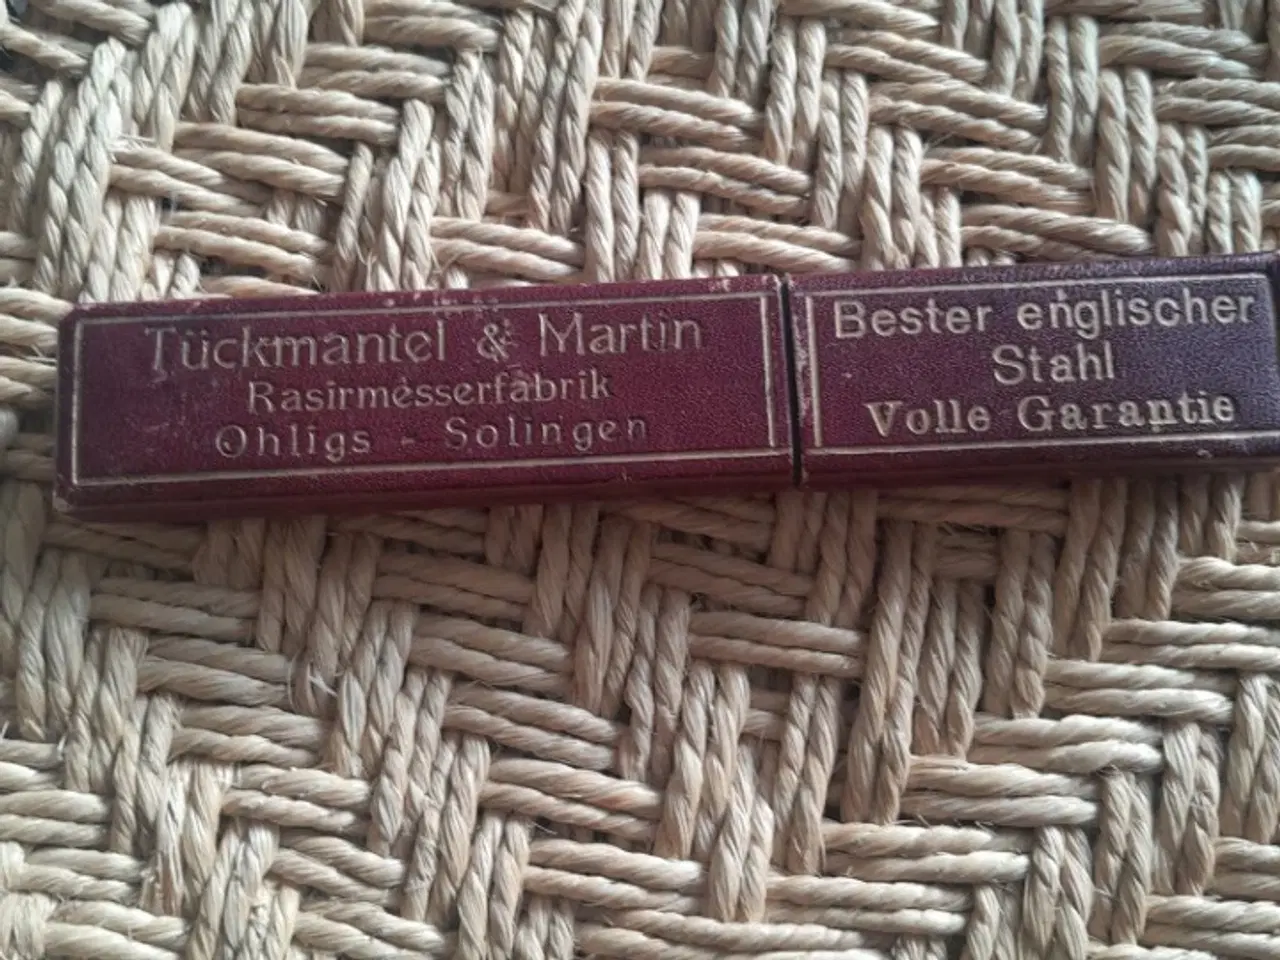 Tückmantel & Martin
Rasirmesserfabrik
Ohligs - Solingen
Bester englischer
Stahl
Volle Garantie